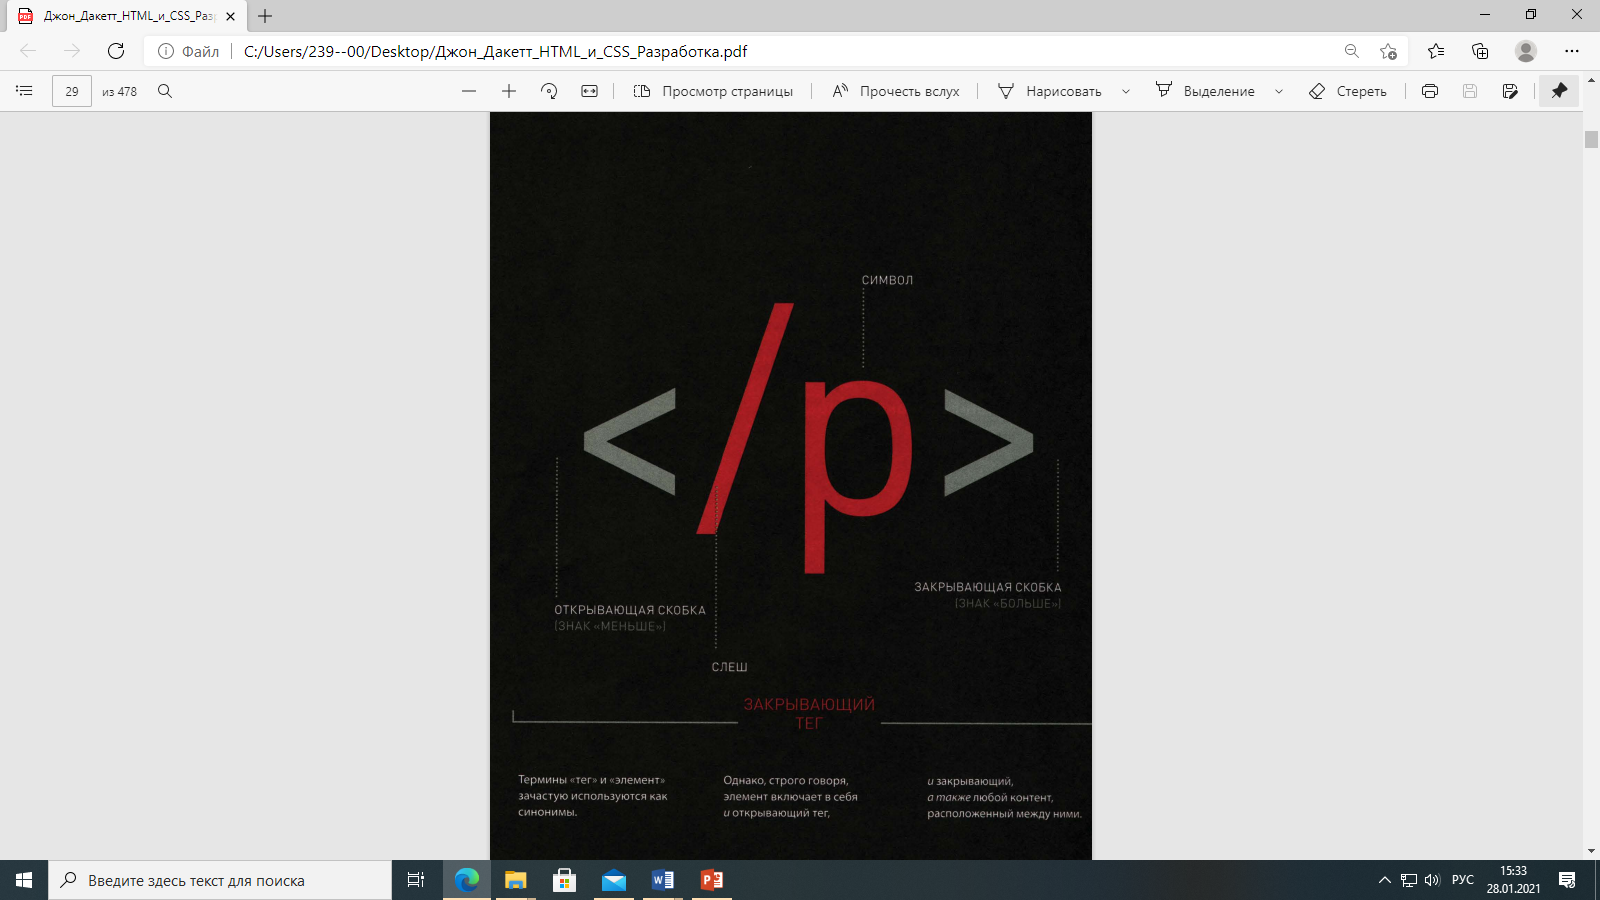 Джон_Дакетт_HTML_и_CSS_Разр
Файл
C:/Users/239--00/Desktop/Джон_Дакетт_HTML_и_CSS_Разработка.pdf
29 из 478
Просмотр страницы
Прочесть вслух
Нарисовать
Выделение
Стереть
СИМВОЛ
</p>
ЗАКРЫВАЮЩАЯ СКОБКА
(ЗНАК «БОЛЬШЕ»)
ОТКРЫВАЮЩАЯ СКОБКА
(ЗНАК «МЕНЬШЕ»)
СЛЕШ
ЗАКРЫВАЮЩИЙ
ТЕГ
Термины «тег» и «элемент»
зачастую используются как
синонимы.
Однако, строго говоря,
элемент включает в себя
и открывающий тег,
и закрывающий,
а также любой контент,
расположенный между ними.
Введите здесь текст для поиска
РУС
15:33
28.01.2021